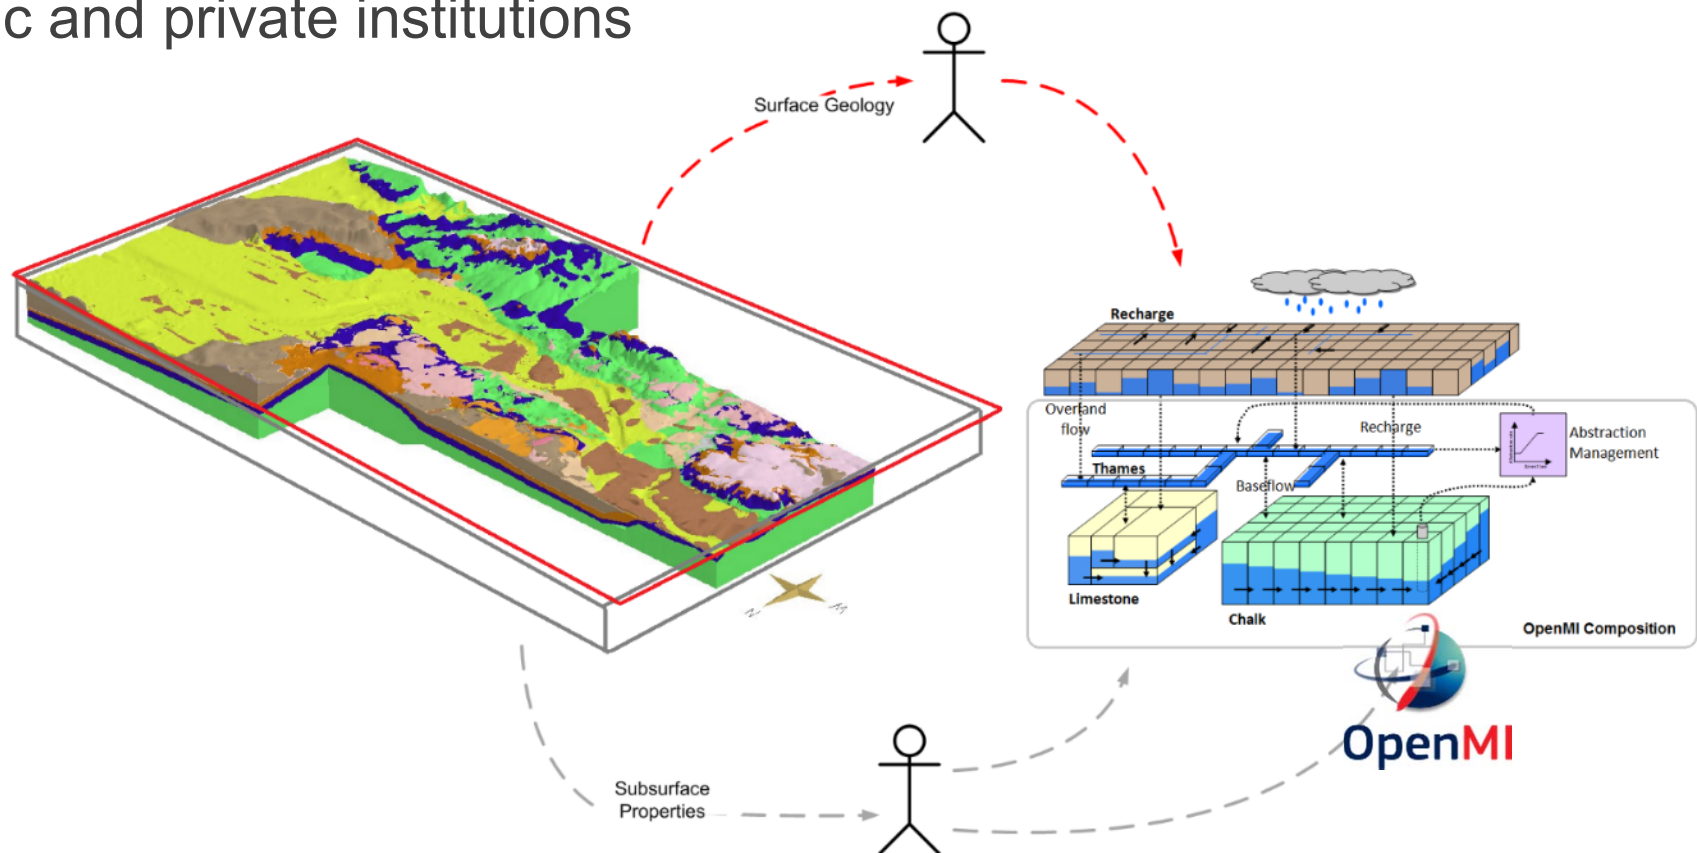 c and private institutions
Surface Geology
Recharge
Overland
flow
Recharge
Abstraction
Management
Thames
Baseflow
Limestone
Chalk
OpenMI Composition
OpenMI
Subsurface
Properties